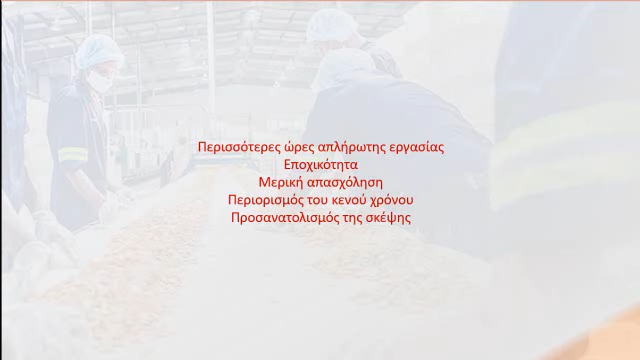 Περισσότερες ώρες απλήρωτης εργασίας
Εποχικότητα
Μερική απασχόληση
Περιορισμός του κενού χρόνου
Προσανατολισμός της σκέψης